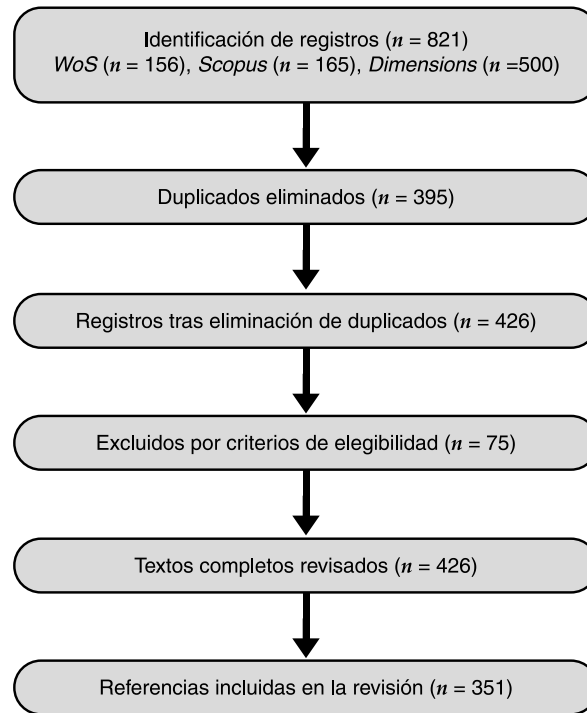 Identificación de registros (n = 821)
WoS (n = 156), Scopus (n = 165), Dimensions (n =500)
Duplicados eliminados (n = 395)
Registros tras eliminación de duplicados (n = 426)
Excluidos por criterios de elegibilidad (n = 75)
Textos completos revisados (n = 426)
Referencias incluidas en la revisión (n = 351)